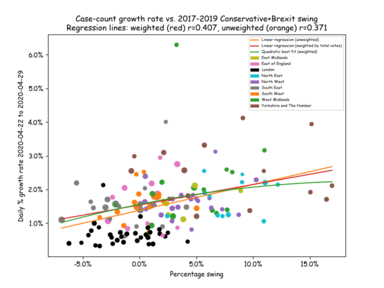 Case-count growth rate vs. 2017-2019 Conservative+Brexit swing
Regression lines: weighted (red) r=0.407, unweighted (orange) r=0.371
Linear regression (unweighted)
Linear regression (weighted by total votes)
Quadratic best fit (weighted)
East Midlands
East of England
London
North East
North West
South East
South West
West Midlands
Yorkshire and The Humber
6.0%
5.0%
4.0%
3.0%
2.0%
1.0%
Daily % growth rate 2020-04-22 to 2020-04-29
-5.0%
0.0%
5.0%
10.0%
15.0%
Percentage swing